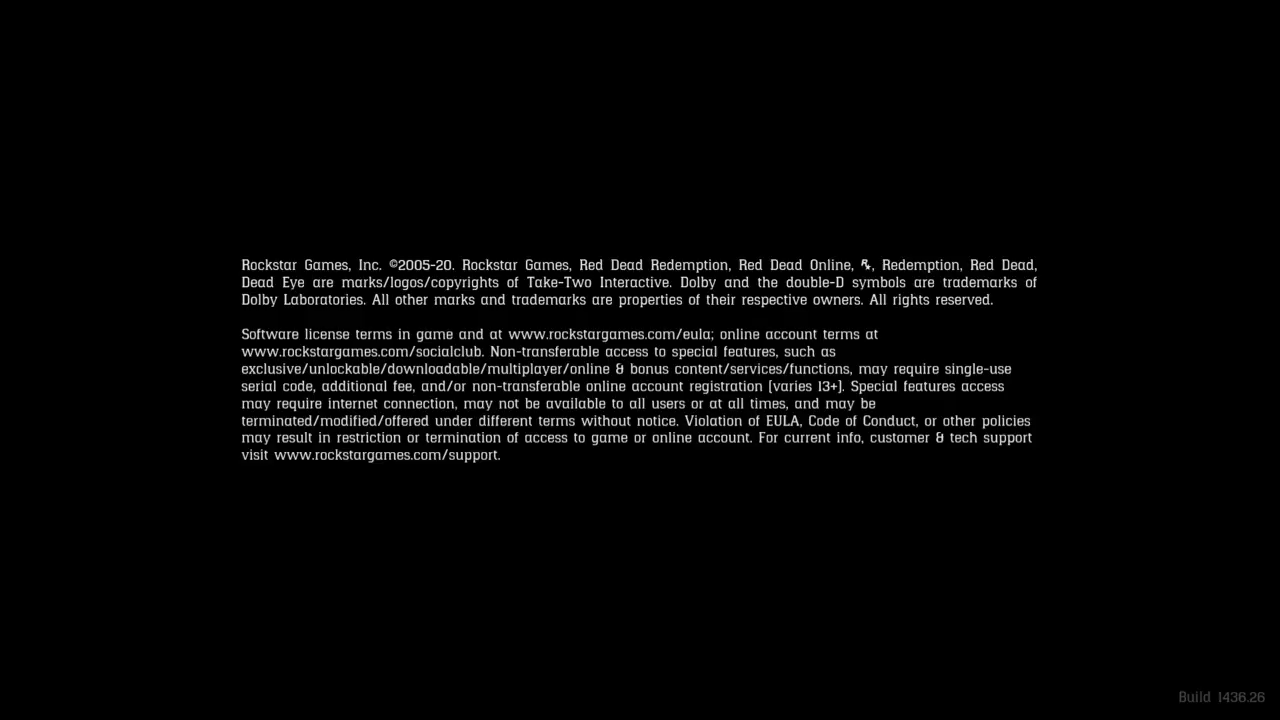 Rockstar Games, Inc. ©2005-20. Rockstar Games, Red Dead Redemption, Red Dead Online, R*, Redemption, Red Dead,
Dead Eye are marks/logos/copyrights of Take-Two Interactive. Dolby and the double-D symbols are trademarks of
Dolby Laboratories. All other marks and trademarks are properties of their respective owners. All rights reserved.
Software license terms in game and at www.rockstargames.com/eula; online account terms at
www.rockstargames.com/socialclub. Non-transferable access to special features, such as
exclusive/unlockable/downloadable/multiplayer/online & bonus content/services/functions, may require single-use
serial code, additional fee, and/or non-transferable online account registration [varies 13+]. Special features access
may require internet connection, may not be available to all users or at all times, and may be
terminated/modified/offered under different terms without notice. Violation of EULA, Code of Conduct, or other policies
may result in restriction or termination of access to game or online account. For current info, customer & tech support
visit www.rockstargames.com/support.
Build 1436.26